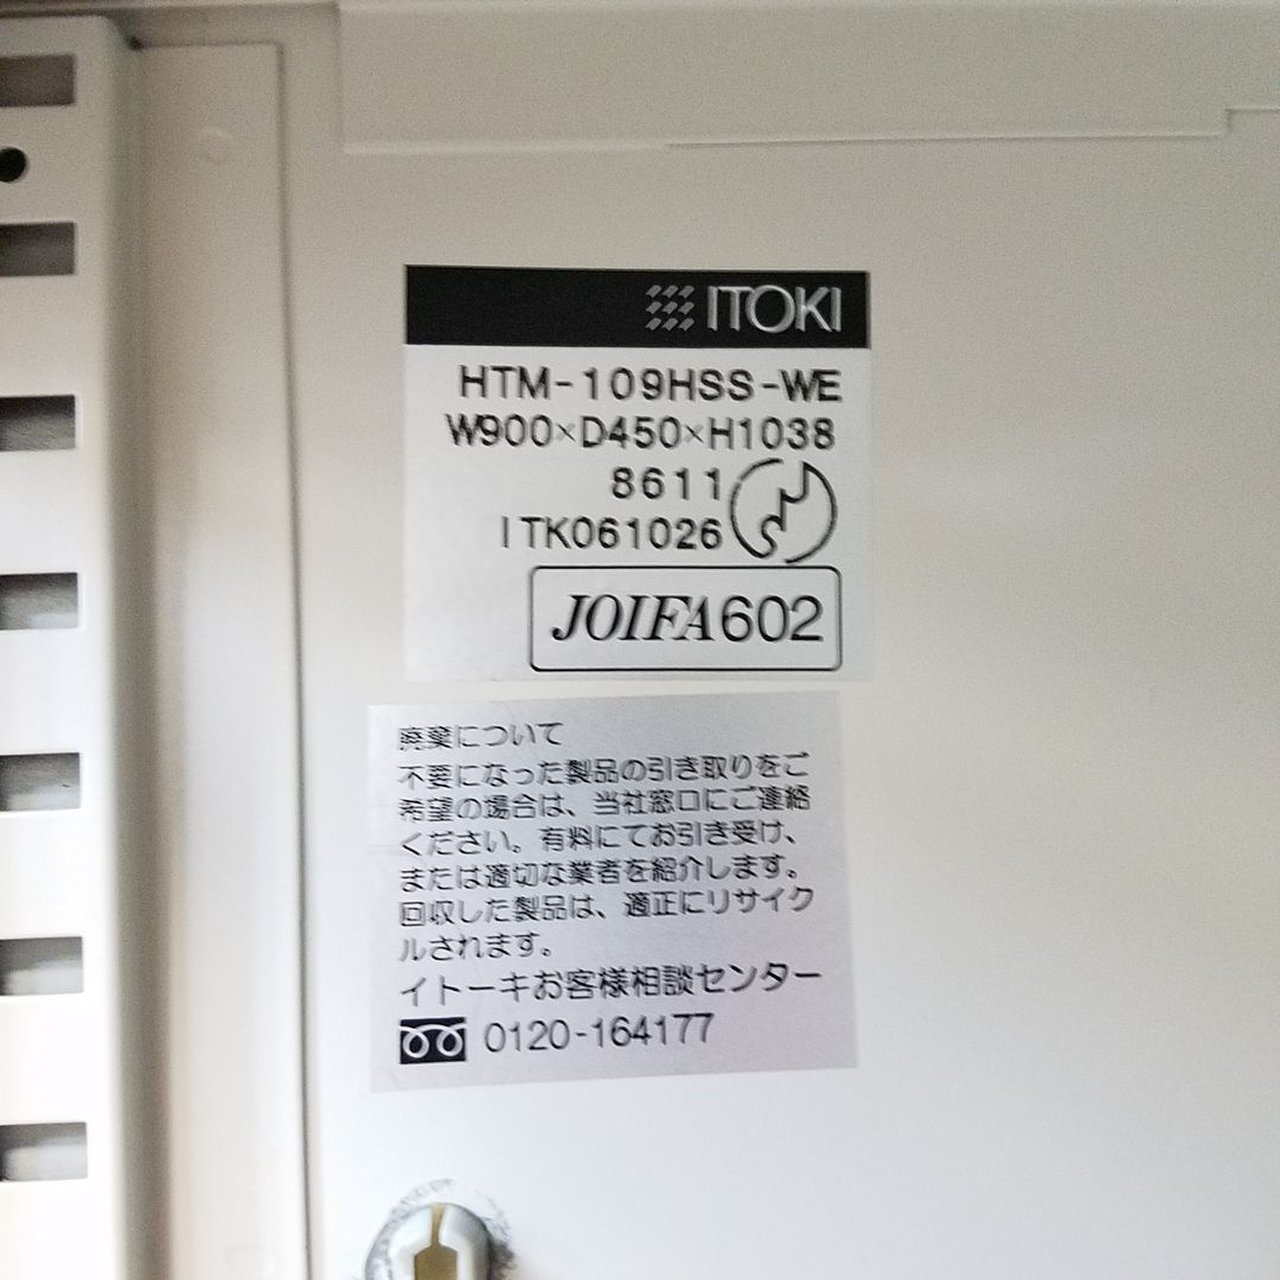 ITOKI
HTM-109HSS-WE
W900×D450×H1038
8611
ITK061026
JOIFA602
廃棄について
不要になった製品の引き取りをご
希望の場合は、当社窓口にご連絡
ください。有料にてお引き受け、
または適切な業者を紹介します。
回収した製品は、適正にリサイク
ルされます。
イトーキお客様相談センター
0120-164177